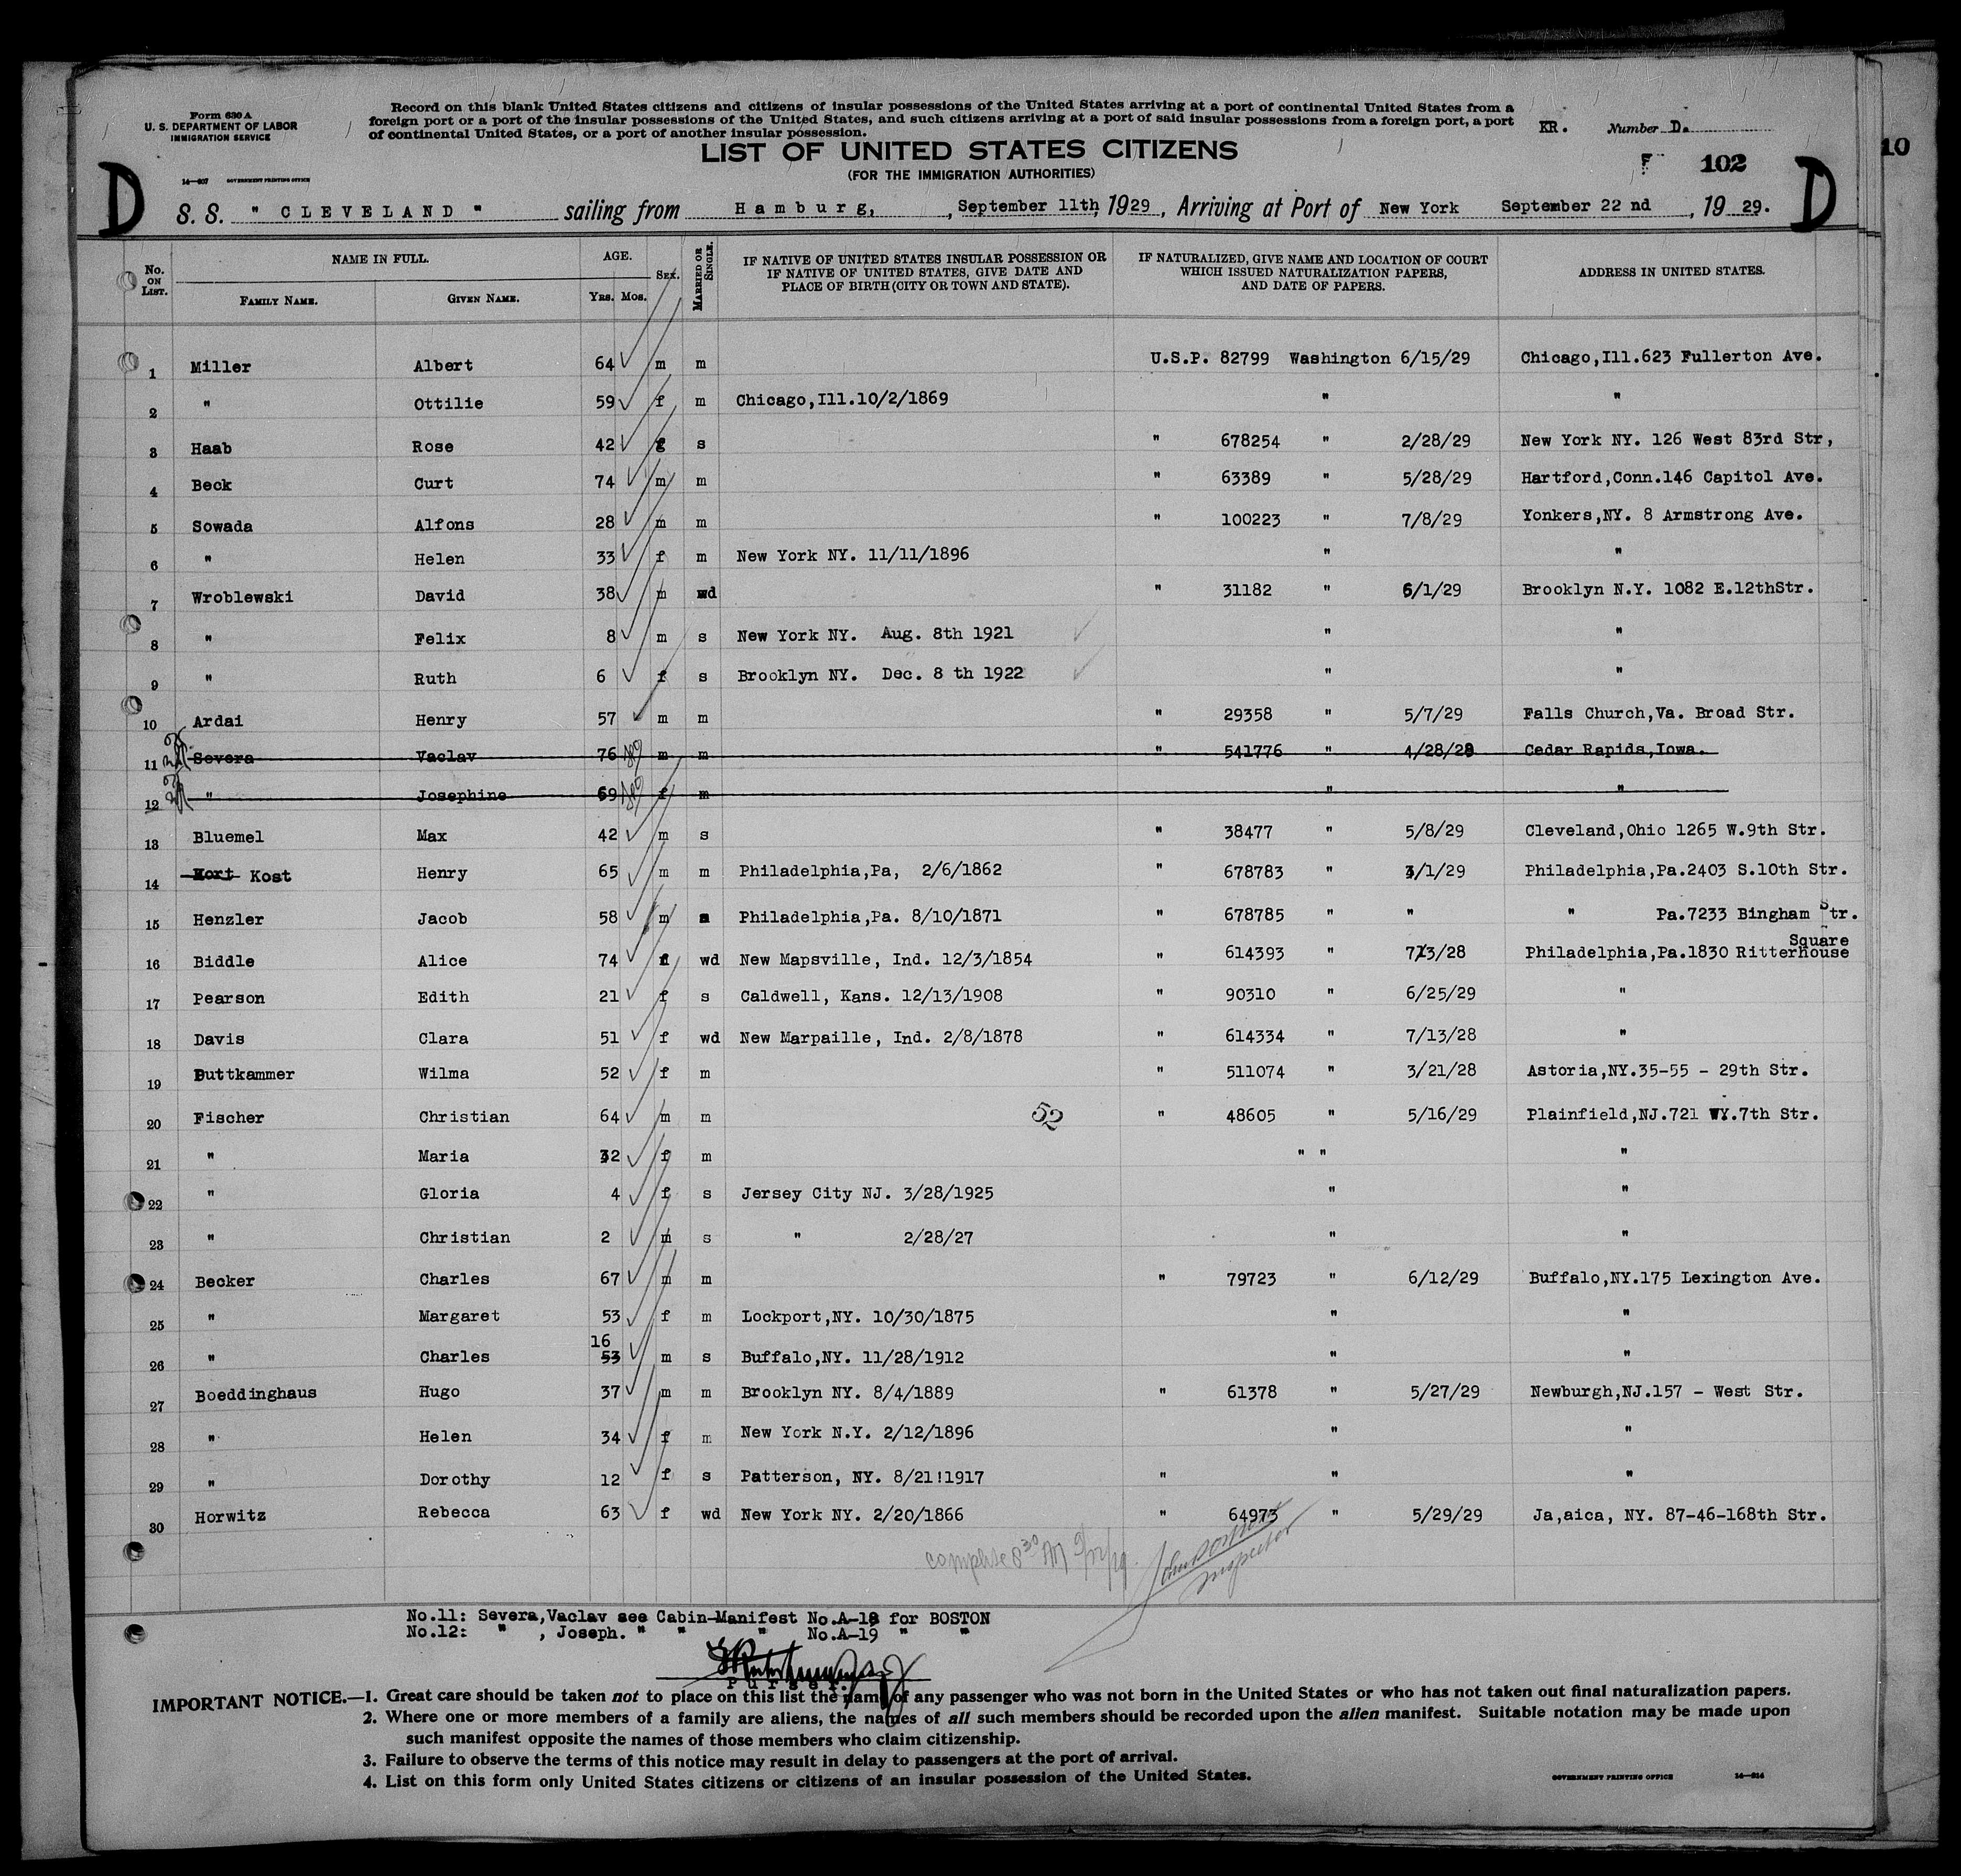 Form 630 A
U. S. DEPARTMENT OF LABOR
IMMIGRATION SERVICE
14—807 GOVERNMENT PRINTING OFFICE
Record on this blank United States citizens and citizens of insular possessions of the United States arriving at a port of continental United States from a
foreign port or a port of the insular possessions of the United States, and such citizens arriving at a port of said insular possessions from a foreign port, a port
of continental United States, or a port of another insular possession.
KR. Number D.
LIST OF UNITED STATES CITIZENS
(FOR THE IMMIGRATION AUTHORITIES)
102
10
D D
S. S. " CLEVELAND " sailing from Hamburg, , September 11th, 1929 , Arriving at Port of New York September 22 nd , 19 29.
No. ON LIST. NAME IN FULL. FAMILY NAME. GIVEN NAME. AGE. YRS. MOS. SEX. MARRIED OR SINGLE. IF NATIVE OF UNITED STATES INSULAR POSSESSION OR IF NATIVE OF UNITED STATES, GIVE DATE AND PLACE OF BIRTH (CITY OR TOWN AND STATE). IF NATURALIZED, GIVE NAME AND LOCATION OF COURT WHICH ISSUED NATURALIZATION PAPERS, AND DATE OF PAPERS. ADDRESS IN UNITED STATES.
1 Miller Albert 64 m m U.S.P. 82799 Washington 6/15/29 Chicago,Ill.623 Fullerton Ave.
2 " Ottilie 59 f m Chicago,Ill.10/2/1869 " "
3 Haab Rose 42 f s " 678254 " 2/28/29 New York NY. 126 West 83rd Str,
4 Beck Curt 74 m m " 63389 " 5/28/29 Hartford,Conn.146 Capitol Ave.
5 Sowada Alfons 28 m m " 100223 " 7/8/29 Yonkers,NY. 8 Armstrong Ave.
6 " Helen 33 f m New York NY. 11/11/1896 " "
7 Wroblewski David 38 m wd " 31182 " 6/1/29 Brooklyn N.Y. 1082 E.12thStr.
8 " Felix 8 m s New York NY. Aug. 8th 1921 " "
9 " Ruth 6 f s Brooklyn NY. Dec. 8 th 1922 " "
10 Ardai Henry 57 m m " 29358 " 5/7/29 Falls Church,Va. Broad Str.
11 Severa Vaclav 76 m m " 541776 " 4/28/28 Cedar Rapids,Iowa.
12 " Josephine 69 f m " "
13 Bluemel Max 42 m s " 38477 " 5/8/29 Cleveland,Ohio 1265 W.9th Str.
14 Kort Kost Henry 65 m m Philadelphia,Pa, 2/6/1862 " 678783 " 3/1/29 Philadelphia,Pa.2403 S.10th Str.
15 Henzler Jacob 58 m Philadelphia,Pa. 8/10/1871 " 678785 " " " Pa.7233 Bingham Str.
16 Biddle Alice 74 f wd New Mapsville, Ind. 12/3/1854 " 614393 " 7/13/28 Philadelphia,Pa.1830 Ritterhouse Square
17 Pearson Edith 21 f s Caldwell, Kans. 12/13/1908 " 90310 " 6/25/29 "
18 Davis Clara 51 f wd New Marpaille, Ind. 2/8/1878 " 614334 " 7/13/28 "
19 Puttkammer Wilma 52 f m " 511074 " 3/21/28 Astoria,NY.35-55 - 29th Str.
20 Fischer Christian 64 m m 52 " 48605 " 5/16/29 Plainfield,NJ.721 W.7th Str.
21 " Maria 32 f m " " "
22 " Gloria 4 f s Jersey City NJ. 3/28/1925 " "
23 " Christian 2 m s " 2/28/27 " "
24 Becker Charles 67 m m " 79723 " 6/12/29 Buffalo,NY.175 Lexington Ave.
25 " Margaret 53 f m Lockport,NY. 10/30/1875 " "
26 " Charles 16 53 m s Buffalo,NY. 11/28/1912 " "
27 Boeddinghaus Hugo 37 m m Brooklyn NY. 8/4/1889 " 61378 " 5/27/29 Newburgh,NJ.157 - West Str.
28 " Helen 34 f m New York N.Y. 2/12/1896 " "
29 " Dorothy 12 f s Patterson, NY. 8/21!1917 " " "
30 Horwitz Rebecca 63 f wd New York NY. 2/20/1866 " 64973 " 5/29/29 Ja,aica, NY. 87-46-168th Str.
complete 8 30
Inspector
No.11: Severa,Vaclav see Cabin-Manifest No.A-18 for BOSTON
No.12: " , Joseph. " " " No.A-19 " "
Purser.
IMPORTANT NOTICE.—1. Great care should be taken not to place on this list the name of any passenger who was not born in the United States or who has not taken out final naturalization papers.
2. Where one or more members of a family are aliens, the names of all such members should be recorded upon the alien manifest. Suitable notation may be made upon
such manifest opposite the names of those members who claim citizenship.
3. Failure to observe the terms of this notice may result in delay to passengers at the port of arrival.
4. List on this form only United States citizens or citizens of an insular possession of the United States.
GOVERNMENT PRINTING OFFICE 14—814